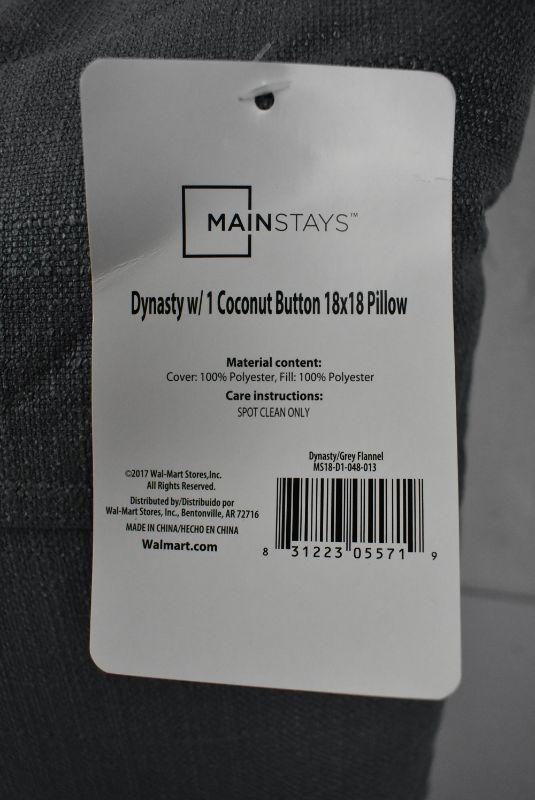 MAINSTAYS™
Dynasty w/ 1 Coconut Button 18x18 Pillow
Material content:
Cover: 100% Polyester, Fill: 100% Polyester
Care instructions:
SPOT CLEAN ONLY
©2017 Wal-Mart Stores,Inc.
All Rights Reserved.
Distributed by/Distribuido por
Wal-Mart Stores, Inc., Bentonville, AR 72716
MADE IN CHINA/HECHO EN CHINA
Walmart.com
Dynasty/Grey Flannel
MS18-D1-048-013
8 31223 05571 9